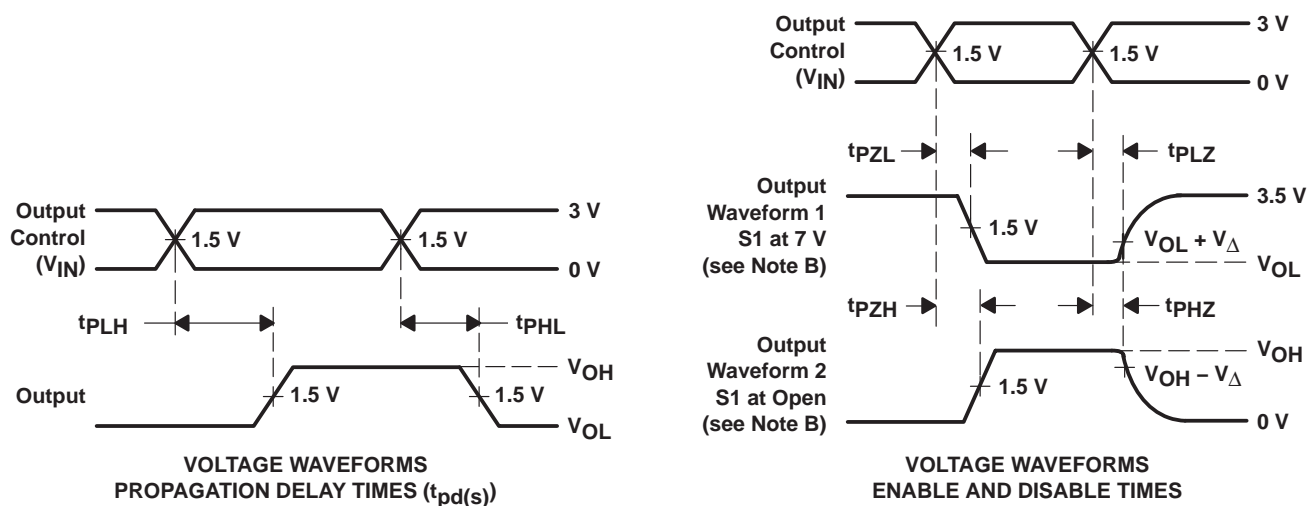 Output
Control
(VIN)
1.5 V
1.5 V
3 V
0 V
tPLH
tPHL
Output
1.5 V
1.5 V
VOH
VOL
VOLTAGE WAVEFORMS
PROPAGATION DELAY TIMES (tpd(s))
Output
Control
(VIN)
1.5 V
1.5 V
3 V
0 V
tPZL
tPLZ
Output
Waveform 1
S1 at 7 V
(see Note B)
1.5 V
3.5 V
VOL + VΔ
VOL
tPZH
tPHZ
Output
Waveform 2
S1 at Open
(see Note B)
1.5 V
VOH
VOH – VΔ
0 V
VOLTAGE WAVEFORMS
ENABLE AND DISABLE TIMES